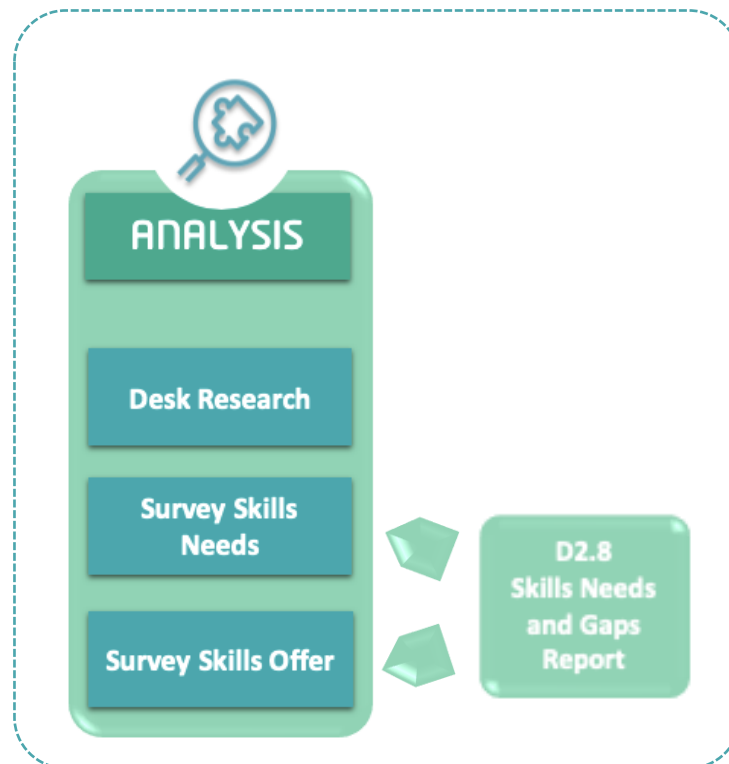 ANALYSIS
Desk Research
Survey Skills
Needs
Survey Skills Offer
D2.8
Skills Needs
and Gaps
Report